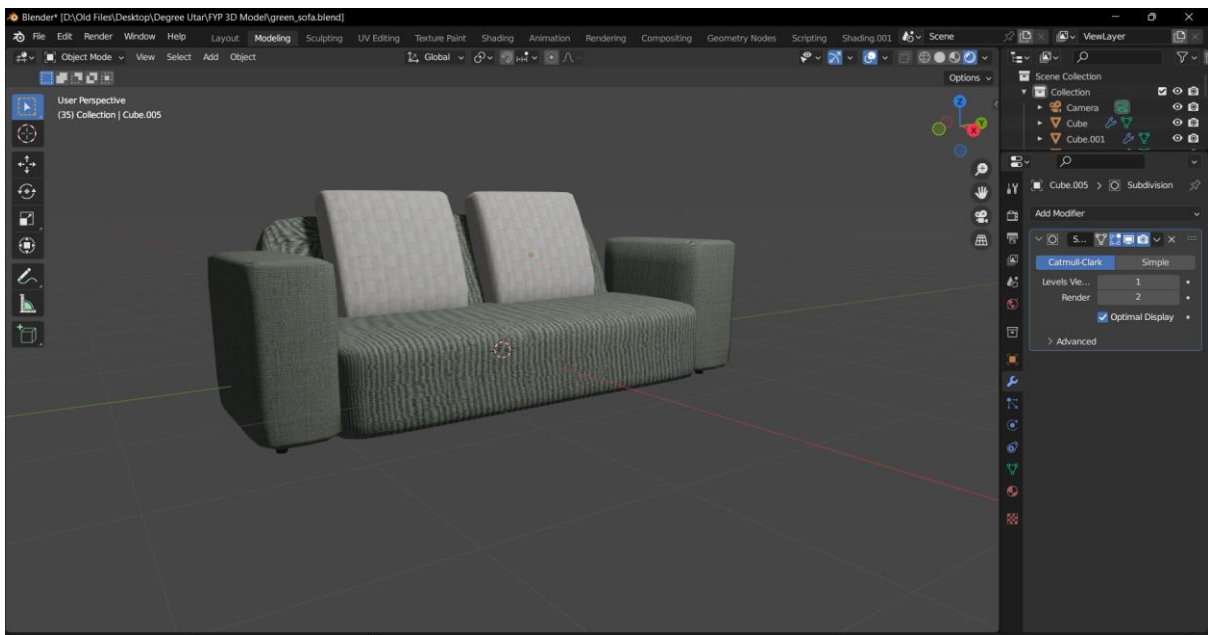 Blender* [D:\Old Files\Desktop\Degree Utar\FYP 3D Model\green_sofa.blend]
File Edit Render Window Help Layout Modeling Sculpting UV Editing Texture Paint Shading Animation Rendering Compositing Geometry Nodes Scripting Shading.001 Scene ViewLayer
Object Mode View Select Add Object Global
Options
User Perspective
(35) Collection | Cube.005
Z
Y
X
Scene Collection
Collection
Camera
Cube
Cube.001
Cube.005 > Subdivision
Add Modifier
S...
Catmull-Clark Simple
Levels Vie... 1
Render 2
Optimal Display
> Advanced